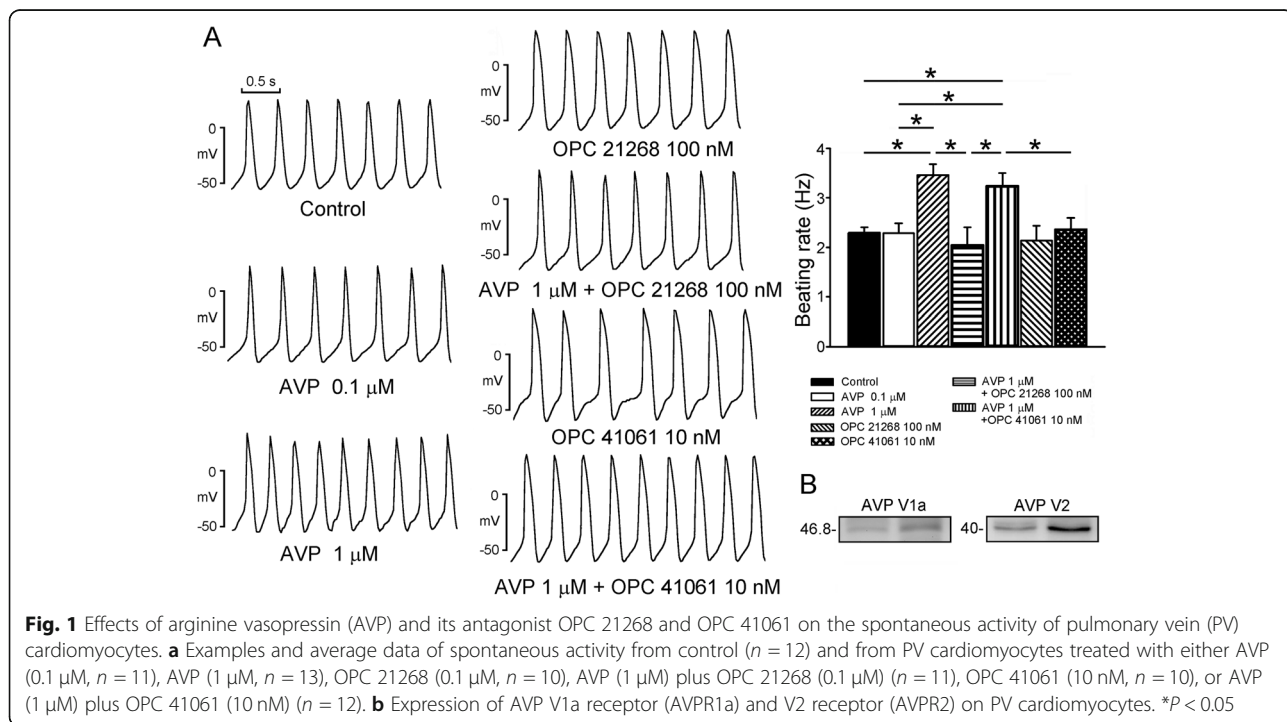 A
0.5 s
0
mV
-50
Control
0
mV
-50
AVP 0.1 μM
0
mV
-50
AVP 1 μM
0
mV
-50
OPC 21268 100 nM
0
mV
-50
AVP 1 μM + OPC 21268 100 nM
0
mV
-50
OPC 41061 10 nM
0
mV
-50
AVP 1 μM + OPC 41061 10 nM
*
*
*
* * * *
4
3
2
1
0
Beating rate (Hz)
Control
AVP 0.1 μM
AVP 1 μM
OPC 21268 100 nM
OPC 41061 10 nM
AVP 1 μM
+ OPC 21268 100 nM
AVP 1 μM
+OPC 41061 10 nM
B
AVP V1a AVP V2
46.8- 40-
Fig. 1 Effects of arginine vasopressin (AVP) and its antagonist OPC 21268 and OPC 41061 on the spontaneous activity of pulmonary vein (PV)
cardiomyocytes. a Examples and average data of spontaneous activity from control (n = 12) and from PV cardiomyocytes treated with either AVP
(0.1 μM, n = 11), AVP (1 μM, n = 13), OPC 21268 (0.1 μM, n = 10), AVP (1 μM) plus OPC 21268 (0.1 μM) (n = 11), OPC 41061 (10 nM, n = 10), or AVP
(1 μM) plus OPC 41061 (10 nM) (n = 12). b Expression of AVP V1a receptor (AVPR1a) and V2 receptor (AVPR2) on PV cardiomyocytes. *P < 0.05